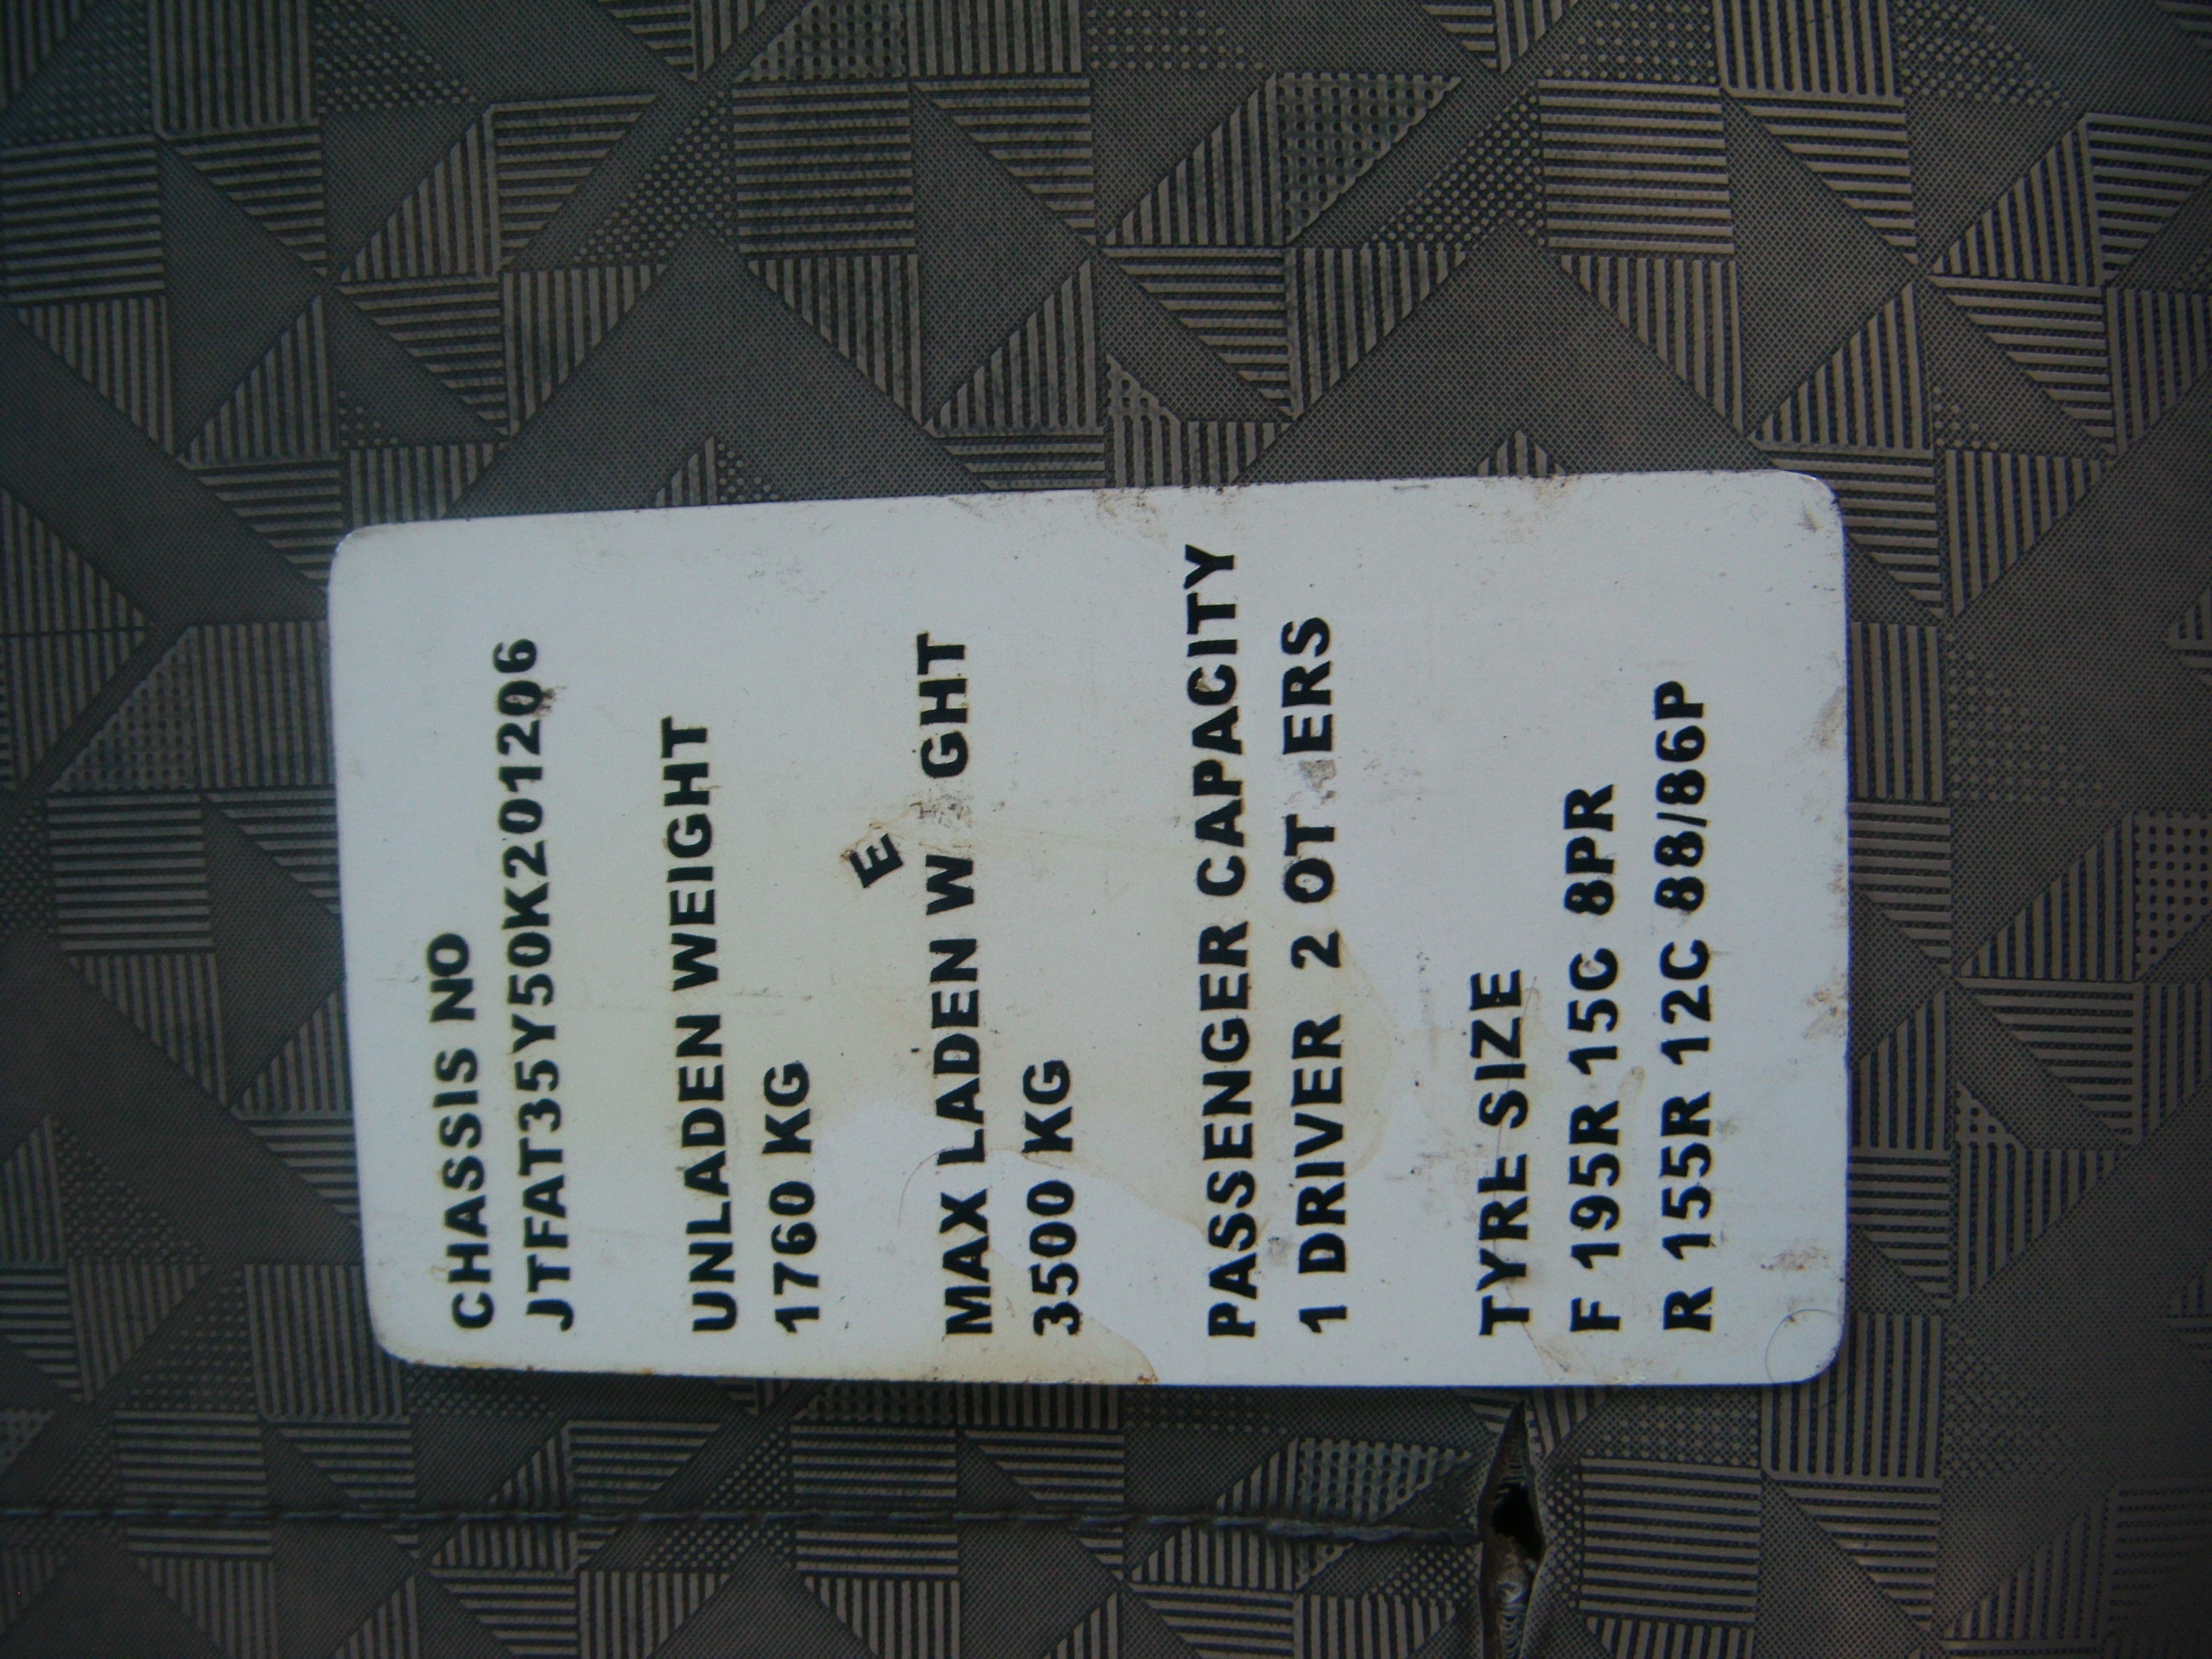 CHASSIS NO
JTFAT35Y50K201206
UNLADEN WEIGHT
1760 KG
E
MAX LADEN W GHT
3500 KG
PASSENGER CAPACITY
1 DRIVER 2 OT ERS
TYRE SIZE
F 195R 15C 8PR
R 155R 12C 88/86P